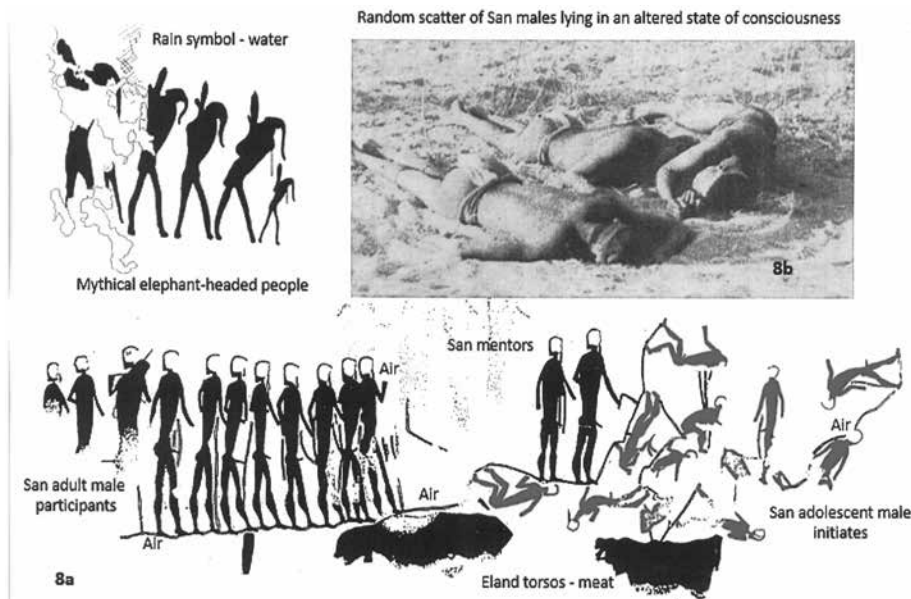 Random scatter of San males lying in an altered state of consciousness
Rain symbol - water
8b
Mythical elephant-headed people
San mentors
Air
Air
San adult male
participants
Air
San adolescent male
initiates
Air
Eland torsos - meat
8a